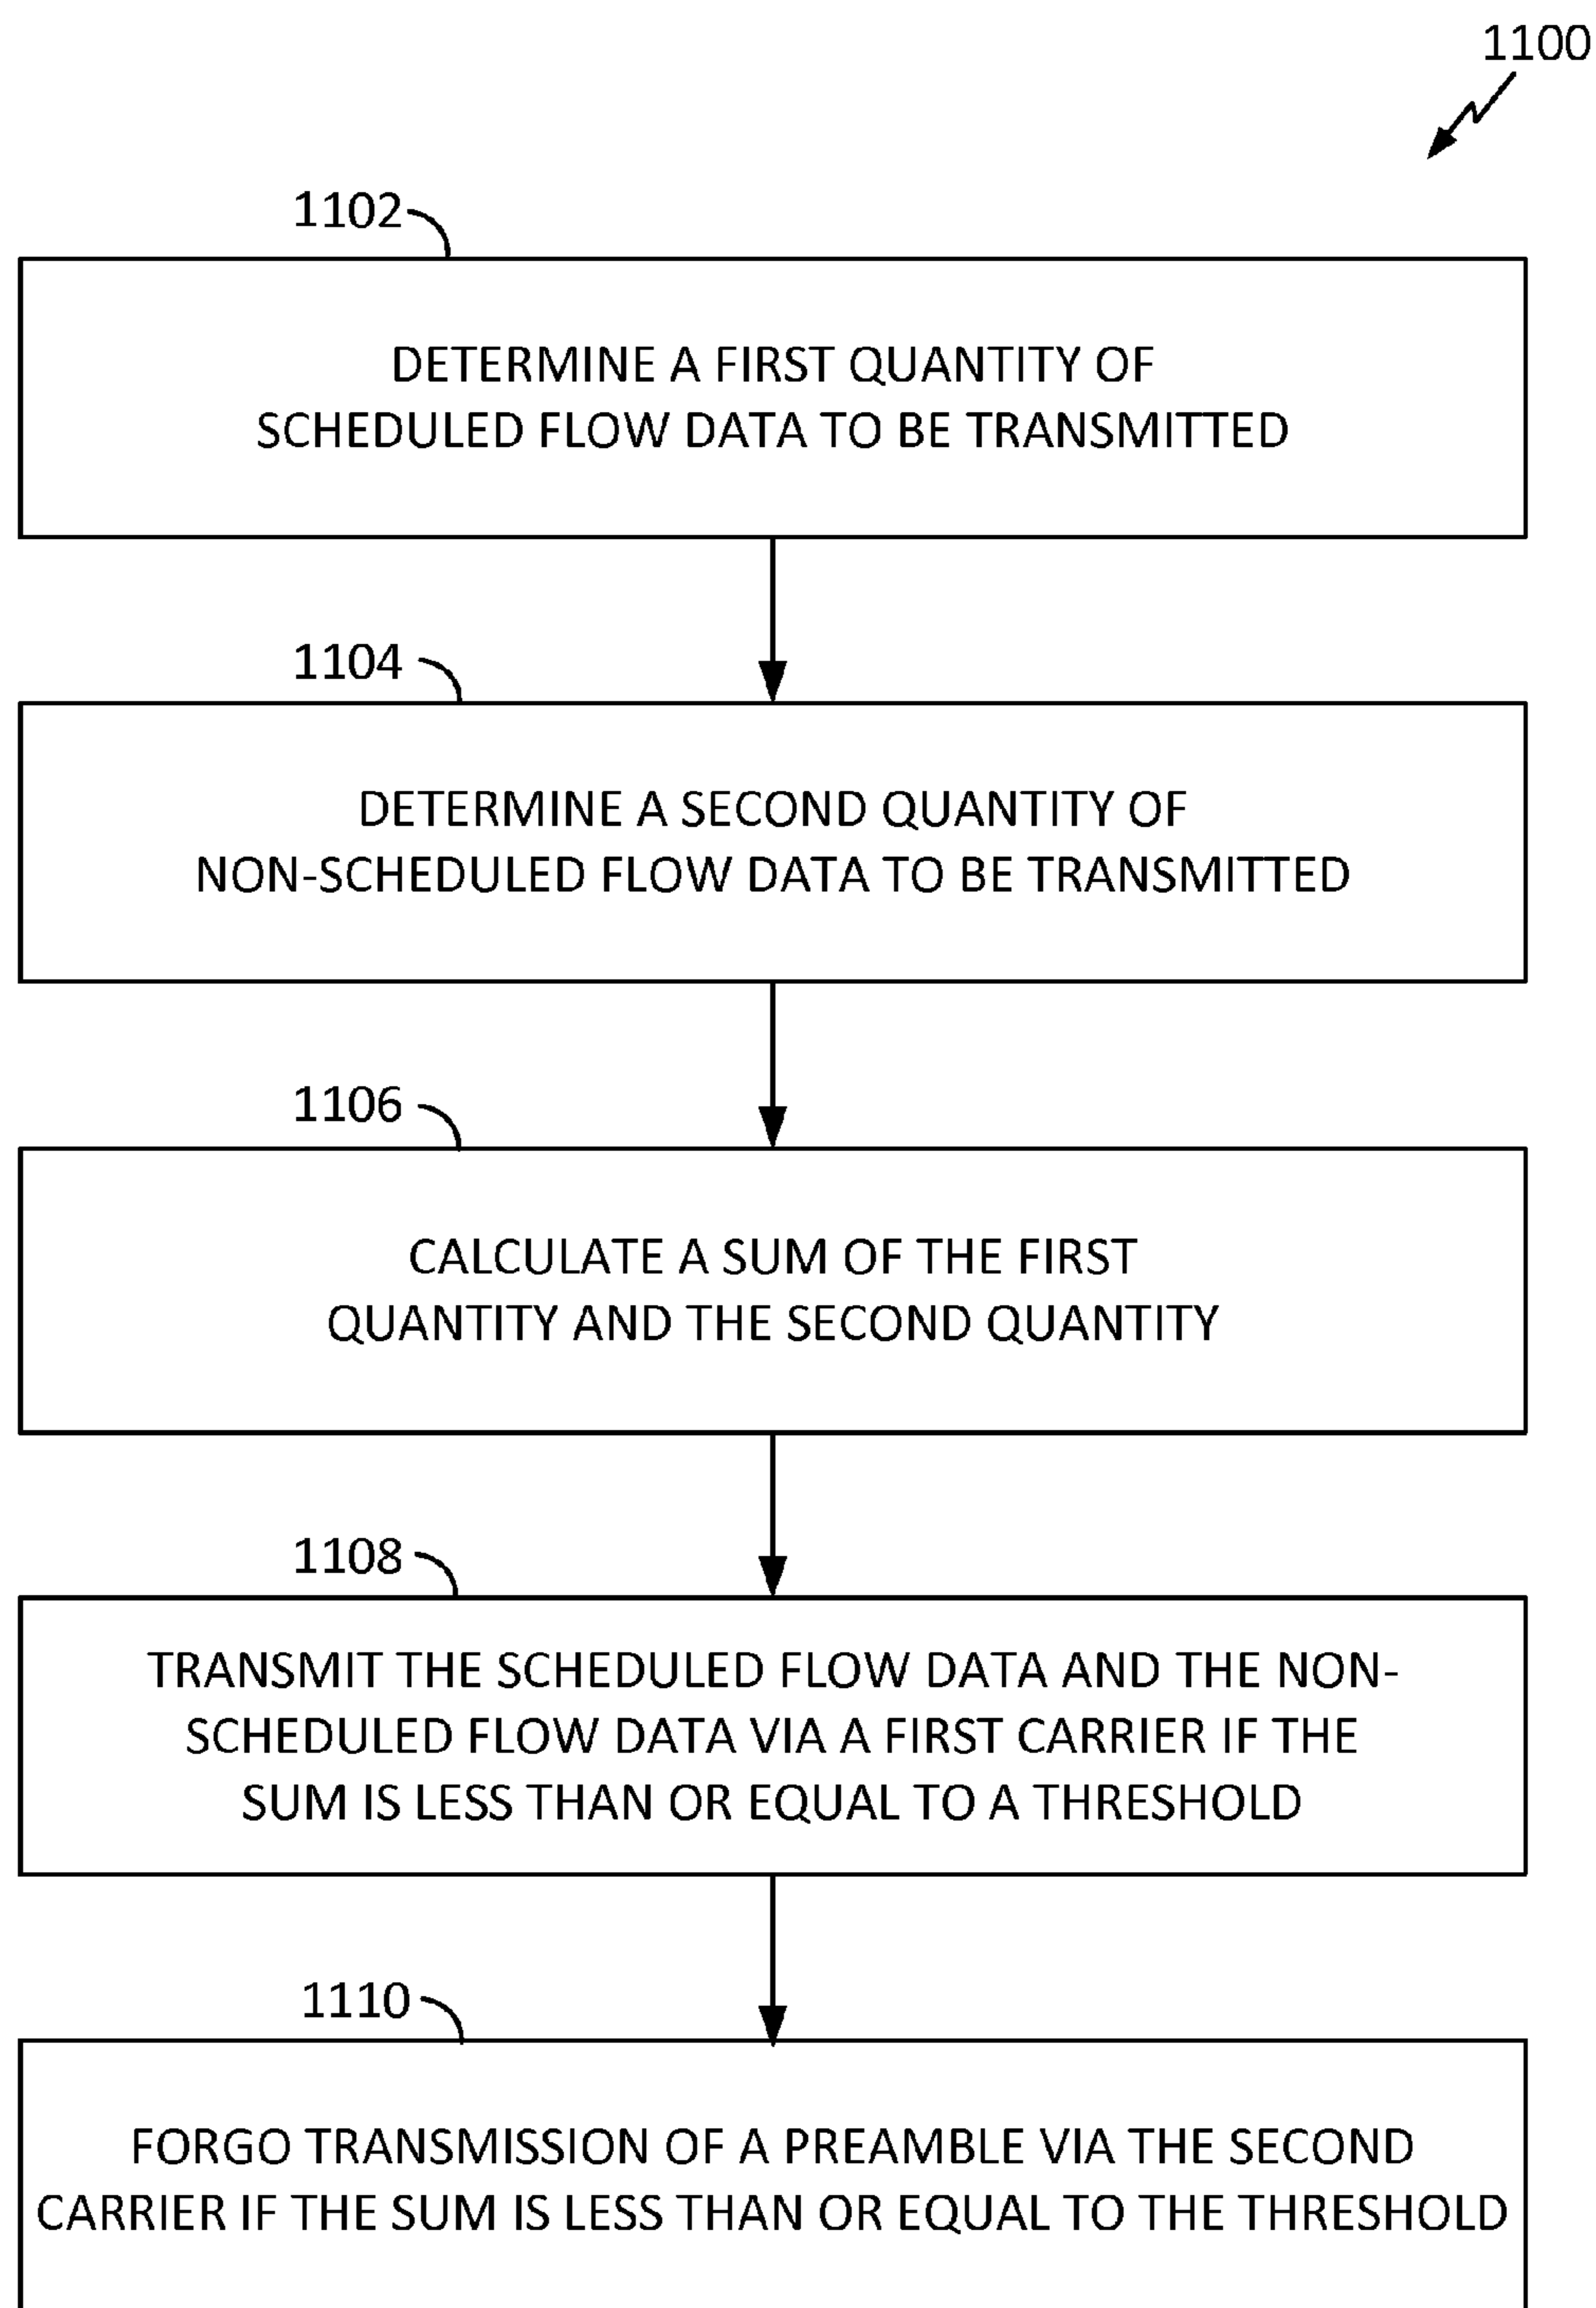 1100
1102
DETERMINE A FIRST QUANTITY OF
SCHEDULED FLOW DATA TO BE TRANSMITTED
1104
DETERMINE A SECOND QUANTITY OF
NON-SCHEDULED FLOW DATA TO BE TRANSMITTED
1106
CALCULATE A SUM OF THE FIRST
QUANTITY AND THE SECOND QUANTITY
1108
TRANSMIT THE SCHEDULED FLOW DATA AND THE NON-
SCHEDULED FLOW DATA VIA A FIRST CARRIER IF THE
SUM IS LESS THAN OR EQUAL TO A THRESHOLD
1110
FORGO TRANSMISSION OF A PREAMBLE VIA THE SECOND
CARRIER IF THE SUM IS LESS THAN OR EQUAL TO THE THRESHOLD